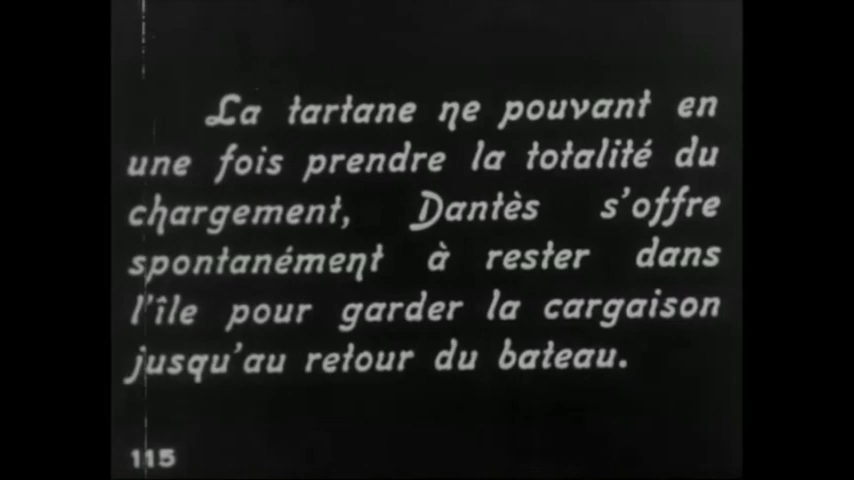 La tartane ne pouvant en
une fois prendre la totalité du
chargement, Dantès s'offre
spontanément à rester dans
l'île pour garder la cargaison
jusqu'au retour du bateau.
115